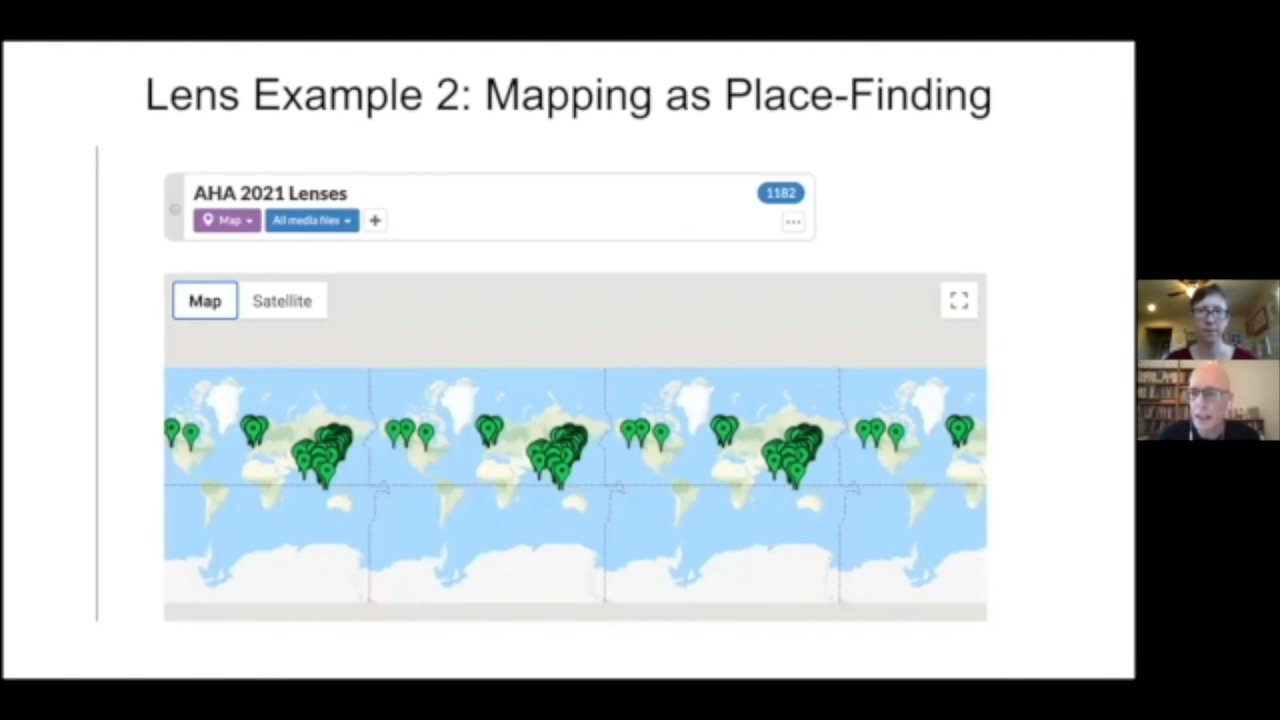 Lens Example 2: Mapping as Place-Finding
AHA 2021 Lenses
1182
Map
All media files
+
Map
Satellite